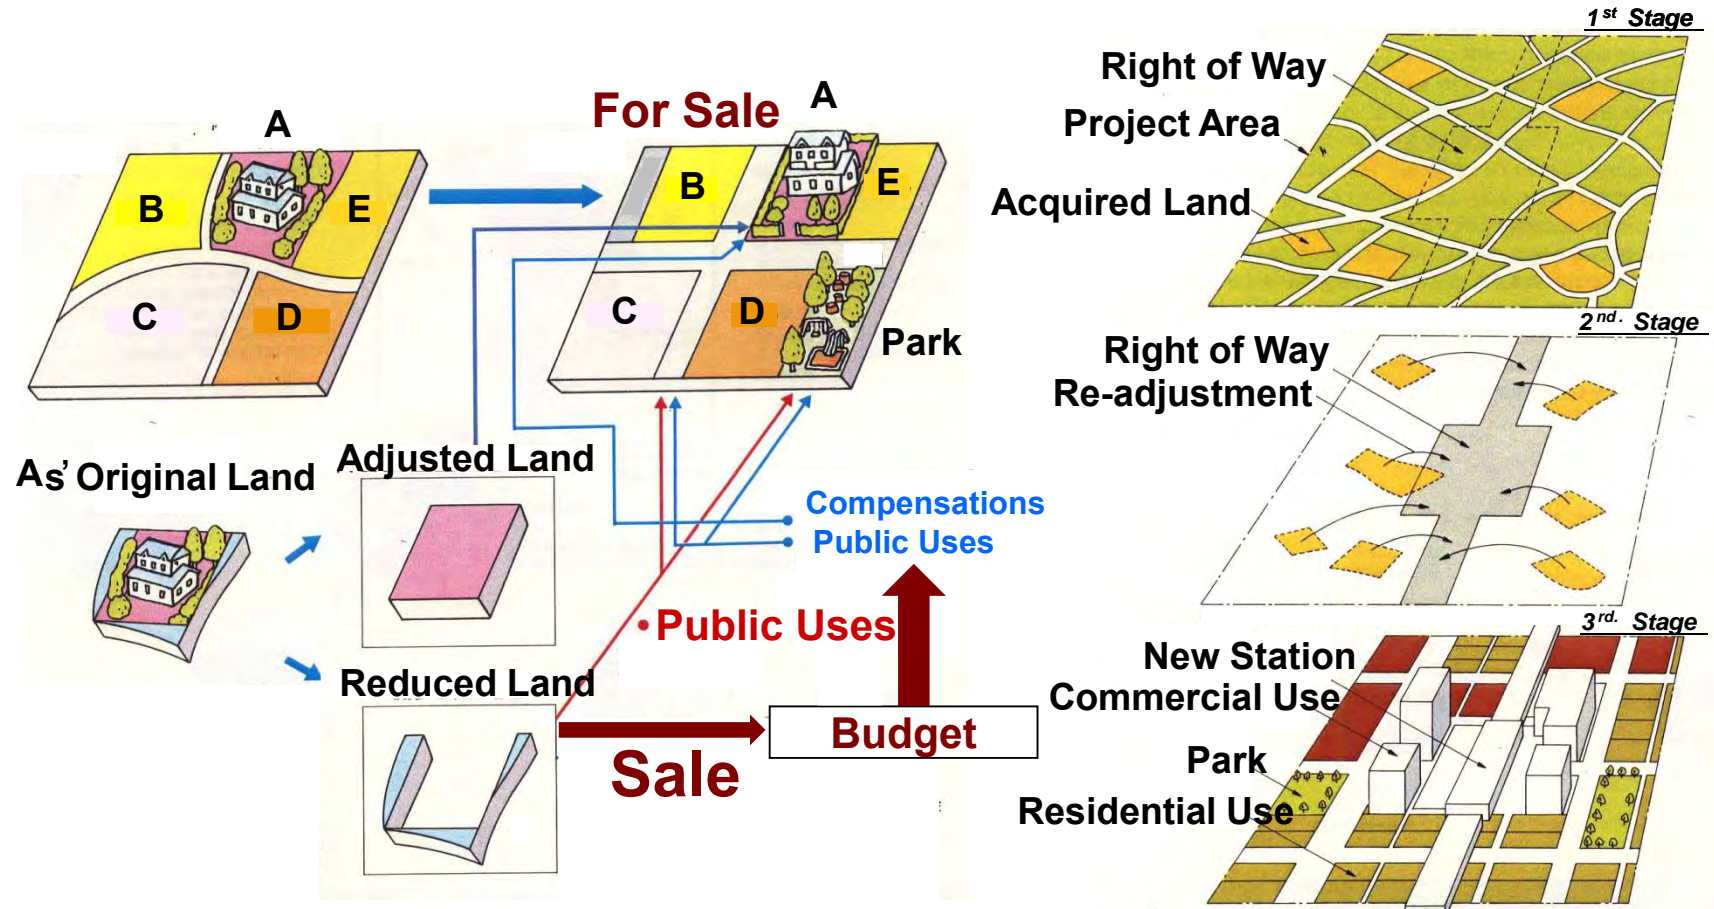 A
B
E
C
D
For Sale
A
B
E
C
D
Park
As' Original Land
Adjusted Land
Reduced Land
Compensations
Public Uses
• Public Uses
Sale
Budget
1st Stage
Right of Way
Project Area
Acquired Land
2nd. Stage
Right of Way
Re-adjustment
3rd. Stage
New Station
Commercial Use
Park
Residential Use